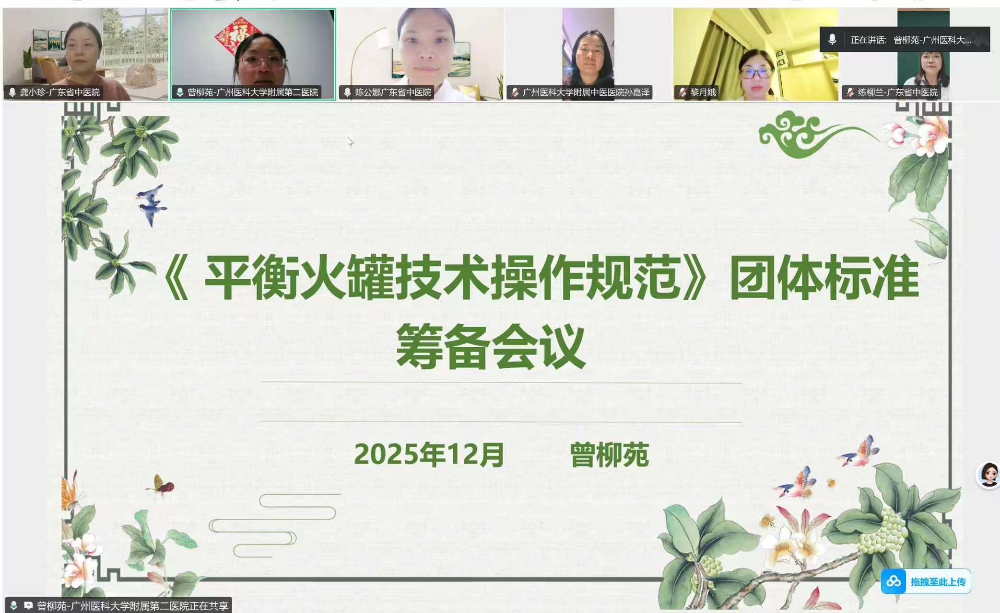 福
正在讲话: 曾柳苑-广州医科大...
龚小珍-广东省中医院
曾柳苑-广州医科大学附属第二医院
陈公娜广东省中医院
广州医科大学附属中医医院孙嘉泽
黎月娥
练柳兰-广东省中医院
《 平衡火罐技术操作规范》团体标准
筹备会议
2025年12月 曾柳苑
拖拽至此上传
曾柳苑-广州医科大学附属第二医院正在共享